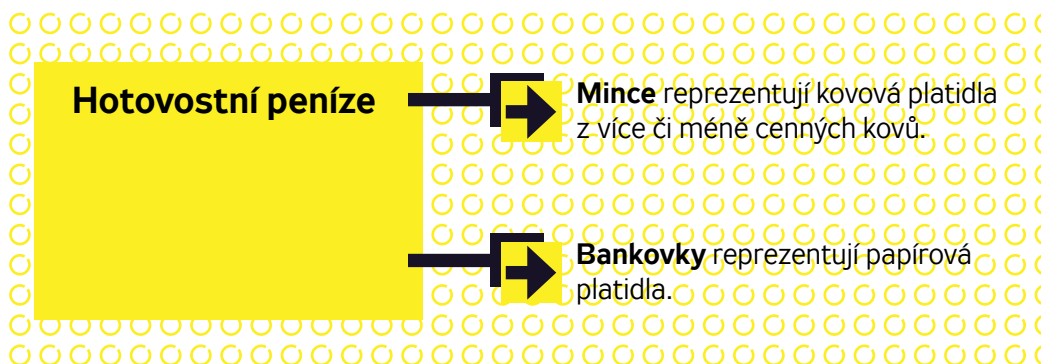 Hotovostní peníze
Mince reprezentují kovová platidla
z více či méně cenných kovů.
Bankovky reprezentují papírová
platidla.